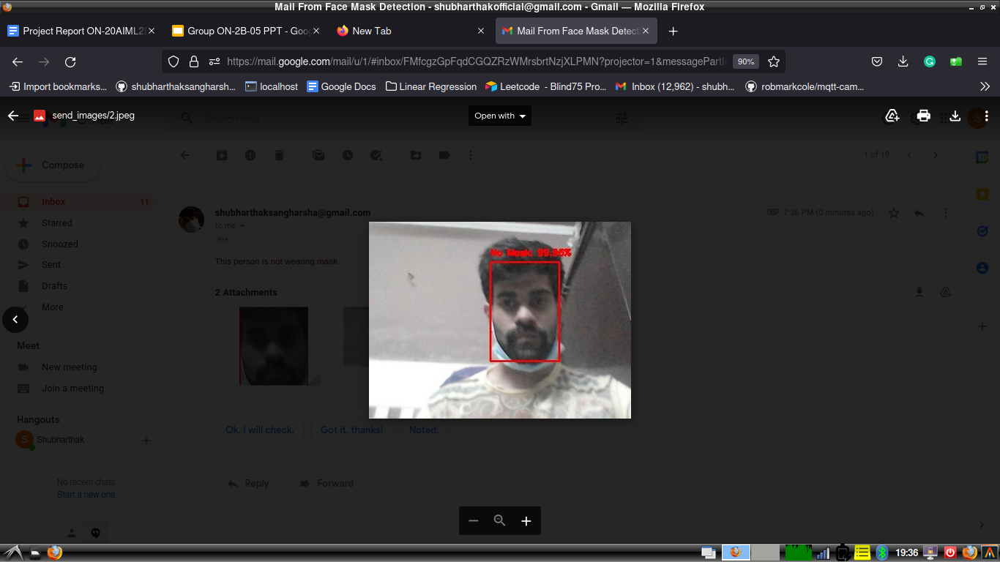 Mail From Face Mask Detection - shubharthakofficial@gmail.com - Gmail — Mozilla Firefox
Project Report ON-20AIML2
Group ON-2B-05 PPT - Goo
New Tab
Mail From Face Mask Detect
https://mail.google.com/mail/u/1/#inbox/FMfcgzGpFqdCGQZRzWMrsbrtNzjXLPMN?projector=1&messagePartI
90%
Import bookmarks...
shubharthaksangharsh...
localhost
Google Docs
Linear Regression
Leetcode - Blind75 Pro...
Inbox (12,962) - shubh...
robmarkcole/mqtt-cam...
send_images/2.jpeg
Search mail
Open with
S
Compose
1 of 19
Inbox 11
Starred
Snoozed
Sent
Drafts
More
shubharthaksangharsha@gmail.com
7:36 PM (0 minutes ago)
to me
This person is not wearing mask
2 Attachments
No Mask: 99.96%
Meet
New meeting
Join a meeting
Hangouts
S
Shubharthak
No recent chats
Start a new one
Ok, I will check.
Got it, thanks!
Noted.
Reply
Forward
19:36